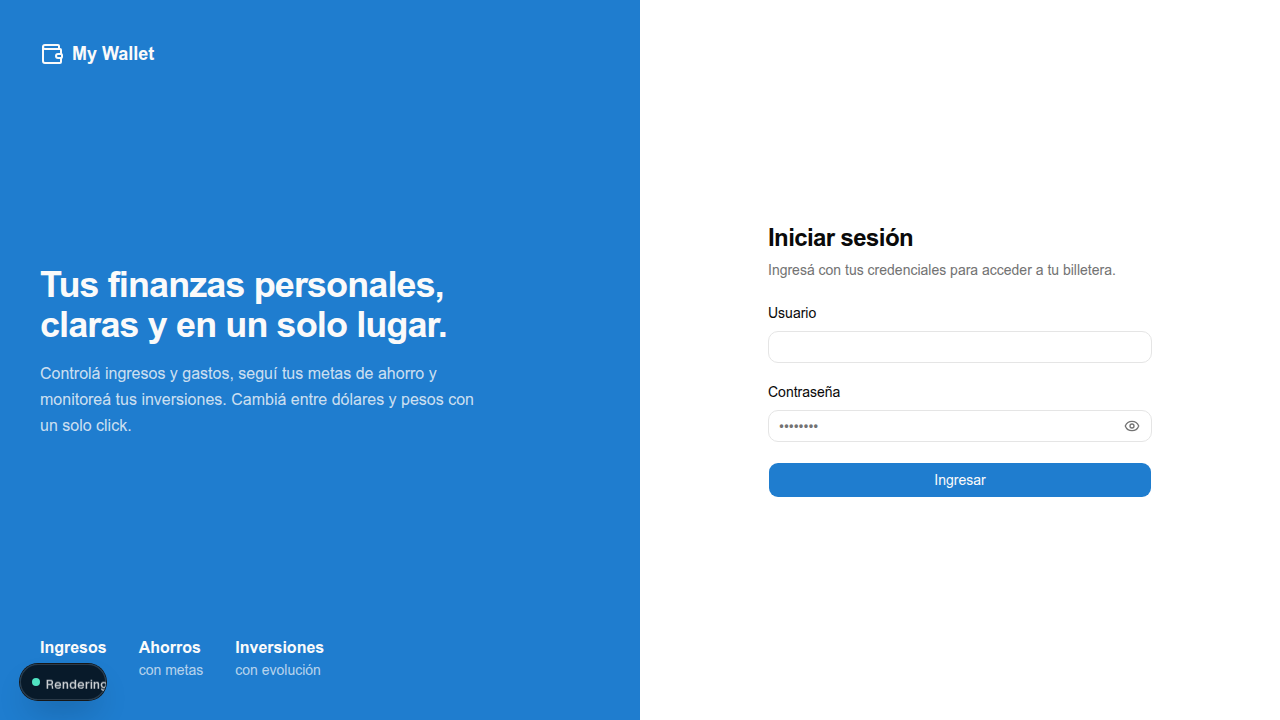 My Wallet
Tus finanzas personales,
claras y en un solo lugar.
Controlá ingresos y gastos, seguí tus metas de ahorro y
monitoreá tus inversiones. Cambiá entre dólares y pesos con
un solo click.
Ingresos
Ahorros
con metas
Inversiones
con evolución
Rendering
Iniciar sesión
Ingresá con tus credenciales para acceder a tu billetera.
Usuario
Contraseña
••••••••
Ingresar